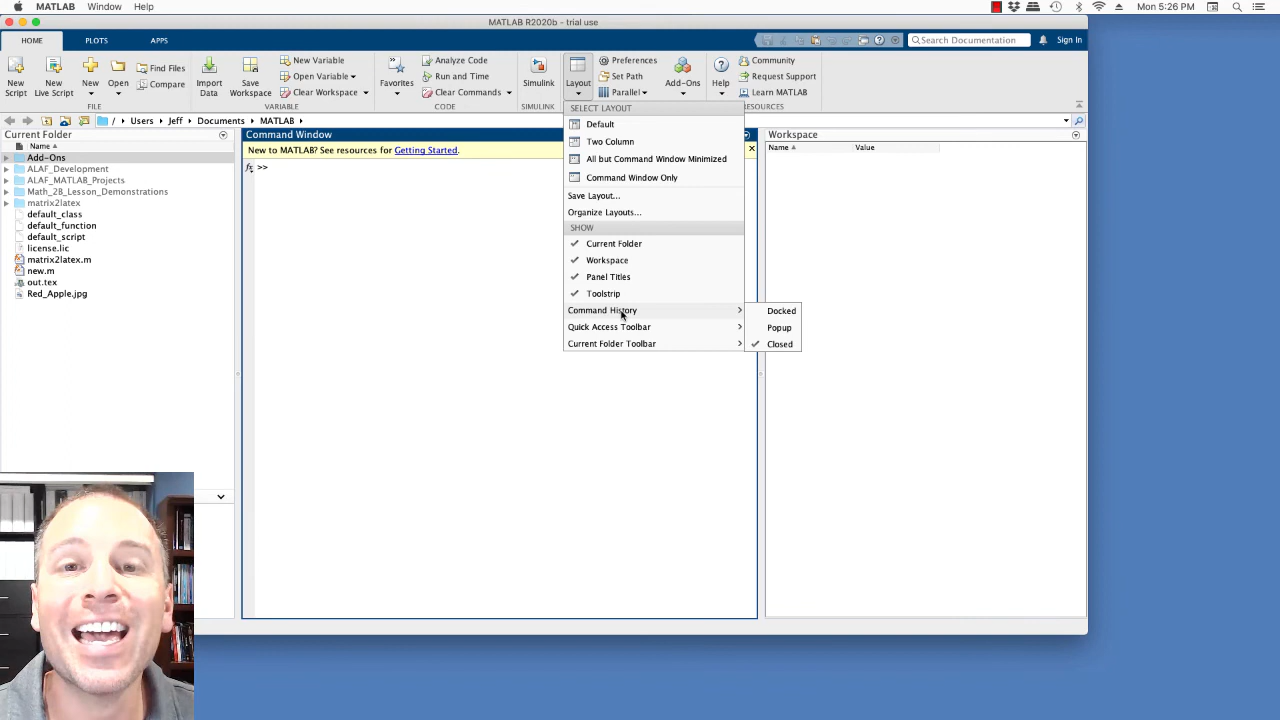 MATLAB Window Help
Mon 5:26 PM
MATLAB R2020b - trial use
HOME PLOTS APPS
Search Documentation
Sign In
New Script
New Live Script
New
Open
Find Files
Compare
FILE
Import Data
Save Workspace
New Variable
Open Variable
Clear Workspace
VARIABLE
Favorites
Analyze Code
Run and Time
Clear Commands
CODE
Simulink
SIMULINK
Layout
Preferences
Set Path
Parallel
Add-Ons
Help
Community
Request Support
Learn MATLAB
RESOURCES
/ Users Jeff Documents MATLAB
Current Folder
Name
Add-Ons
ALAF_Development
ALAF_MATLAB_Projects
Math_2B_Lesson_Demonstrations
matrix2latex
default_class
default_function
default_script
license.lic
matrix2latex.m
new.m
out.tex
Red_Apple.jpg
Command Window
New to MATLAB? See resources for Getting Started.
fx >>
SELECT LAYOUT
Default
Two Column
All but Command Window Minimized
Command Window Only
Save Layout...
Organize Layouts...
SHOW
Current Folder
Workspace
Panel Titles
Toolstrip
Command History
Quick Access Toolbar
Current Folder Toolbar
Docked
Popup
Closed
Workspace
Name Value